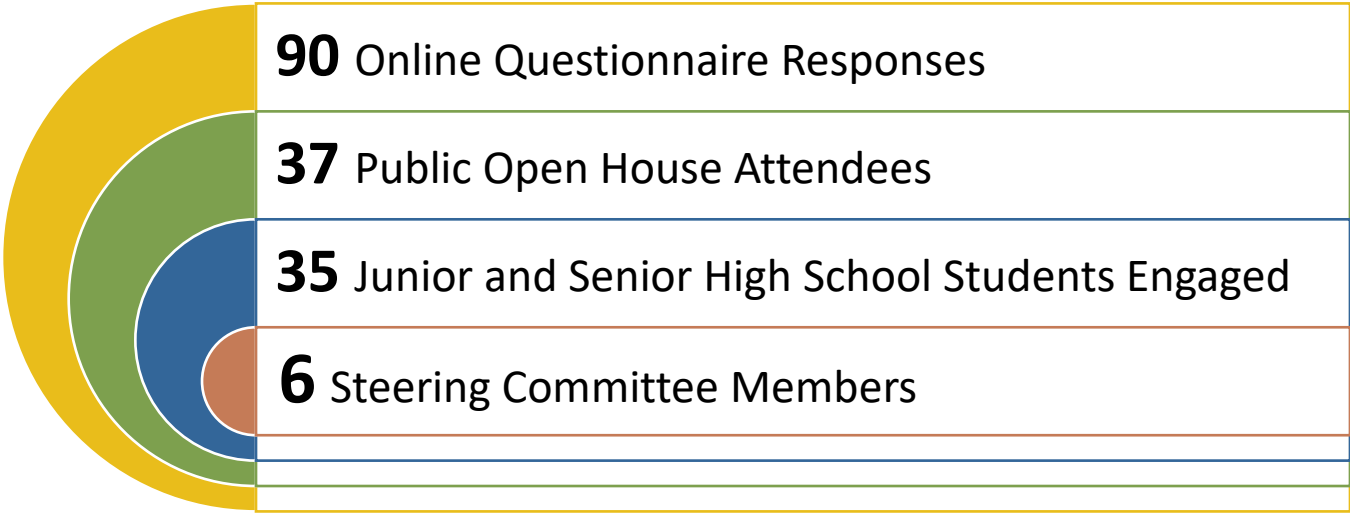 90 Online Questionnaire Responses
37 Public Open House Attendees
35 Junior and Senior High School Students Engaged
6 Steering Committee Members